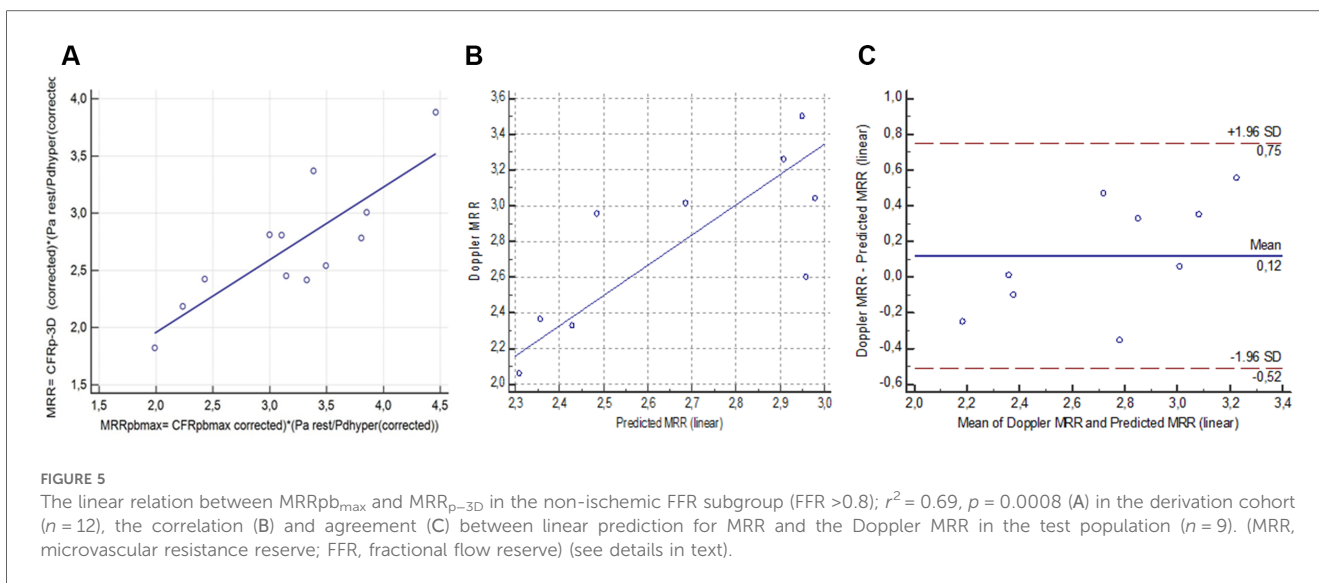 A
MRR= CFRp-3D (corrected)*(Pa rest/Pdhyper(corrected
4,0
3,5
3,0
2,5
2,0
1,5
1,5 2,0 2,5 3,0 3,5 4,0 4,5
MRRpbmax= CFRpbmax corrected)*(Pa rest/Pdhyper(corrected))
B
Doppler MRR
3,6
3,4
3,2
3,0
2,8
2,6
2,4
2,2
2,0
2,3 2,4 2,5 2,6 2,7 2,8 2,9 3,0
Predicted MRR (linear)
C
Doppler MRR - Predicted MRR (linear)
1,0
0,8
0,6
0,4
0,2
0,0
-0,2
-0,4
-0,6
+1.96 SD
0,75
Mean
0,12
-1.96 SD
-0,52
2,0 2,2 2,4 2,6 2,8 3,0 3,2 3,4
Mean of Doppler MRR and Predicted MRR (linear)
FIGURE 5
The linear relation between MRRpbmax and MRRp−3D in the non-ischemic FFR subgroup (FFR >0.8); r² = 0.69, p = 0.0008 (A) in the derivation cohort
(n = 12), the correlation (B) and agreement (C) between linear prediction for MRR and the Doppler MRR in the test population (n = 9). (MRR,
microvascular resistance reserve; FFR, fractional flow reserve) (see details in text).